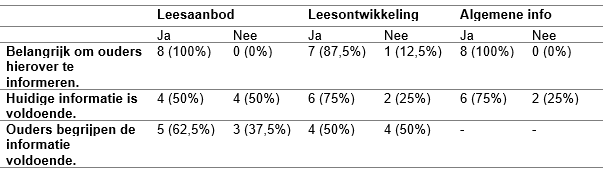 Leesaanbod Leesontwikkeling Algemene info
Ja Nee Ja Nee Ja Nee
Belangrijk om ouders 8 (100%) 0 (0%) 7 (87,5%) 1 (12,5%) 8 (100%) 0 (0%)
hierover te
informeren.
Huidige informatie is 4 (50%) 4 (50%) 6 (75%) 2 (25%) 6 (75%) 2 (25%)
voldoende.
Ouders begrijpen de 5 (62,5%) 3 (37,5%) 4 (50%) 4 (50%) - -
informatie
voldoende.